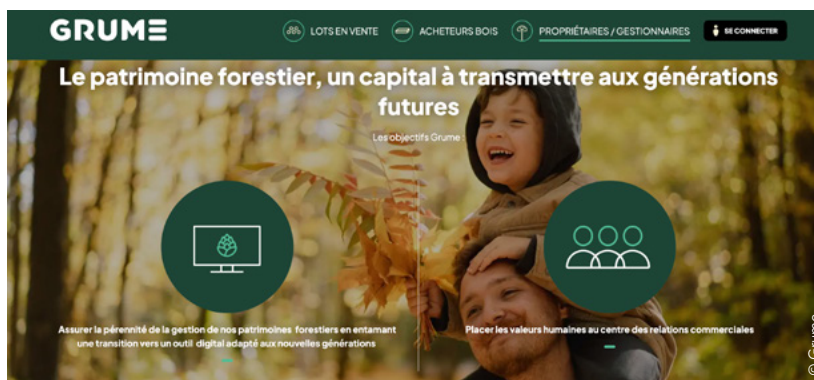 GRUME
LOTS EN VENTE
ACHETEURS BOIS
PROPRIÉTAIRES / GESTIONNAIRES
SE CONNECTER
Le patrimoine forestier, un capital à transmettre aux générations
futures
Les objectifs Grume :
Assurer la pérennité de la gestion de nos patrimoines forestiers en entamant
une transition vers un outil digital adapté aux nouvelles générations
Placer les valeurs humaines au centre des relations commerciales
© Grume